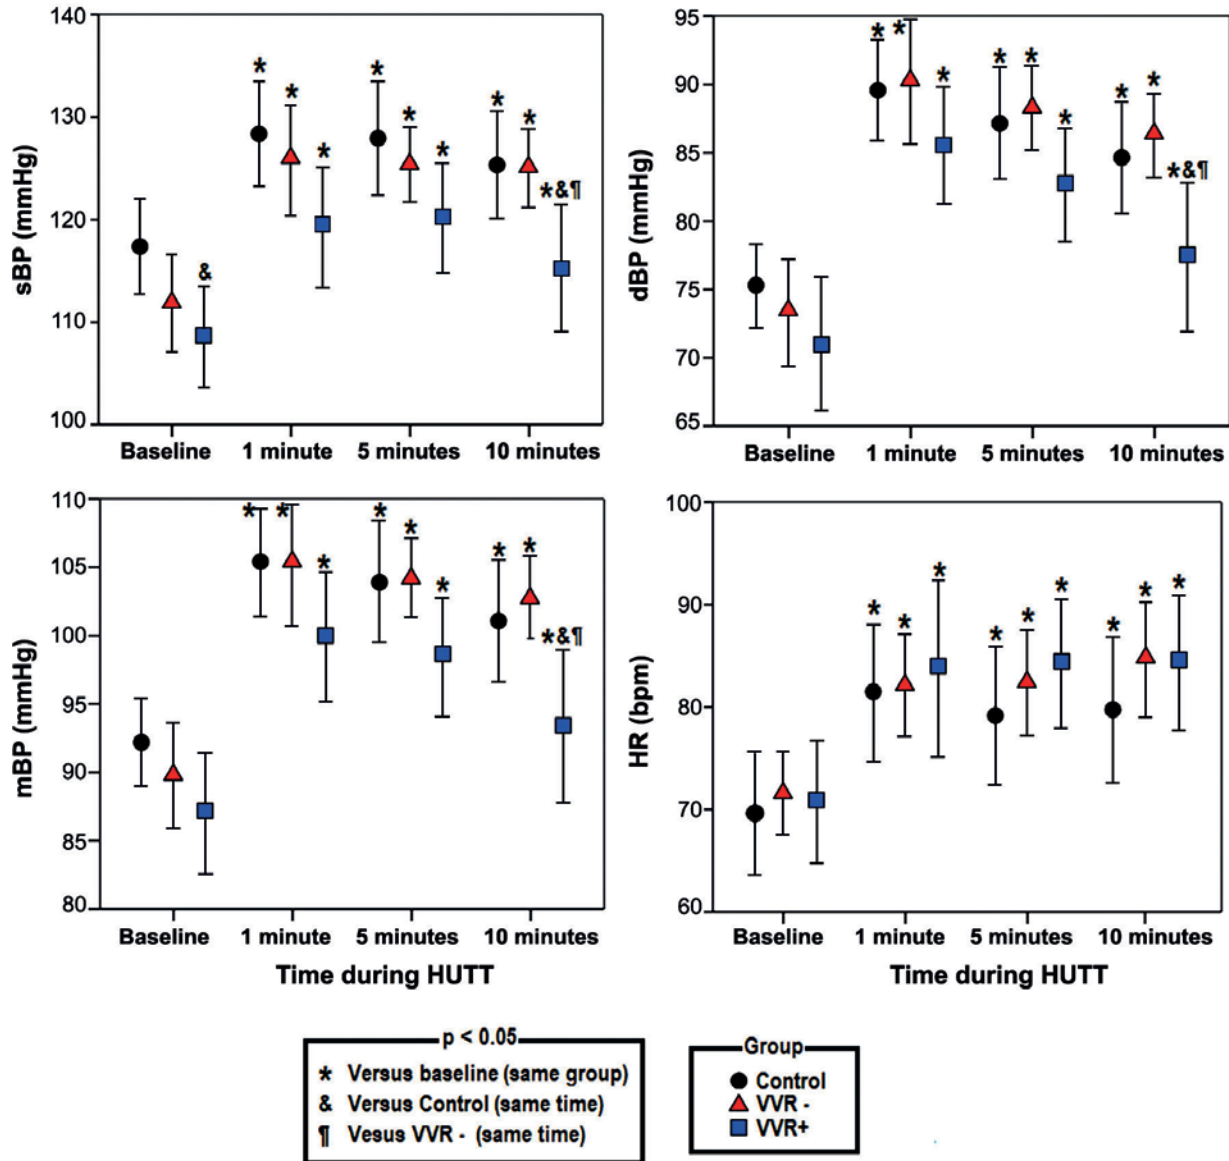 140
130
120
110
100
sBP (mmHg)
* * * * * * * * *&¶
&
Baseline 1 minute 5 minutes 10 minutes
95
90
85
80
75
70
65
dBP (mmHg)
* * * * * * * * *&¶
Baseline 1 minute 5 minutes 10 minutes
110
105
100
95
90
85
80
mBP (mmHg)
* * * * * * * * *&¶
Baseline 1 minute 5 minutes 10 minutes
Time during HUTT
100
90
80
70
60
HR (bpm)
* * * * * * * * *
Baseline 1 minute 5 minutes 10 minutes
Time during HUTT
p < 0.05
* Versus baseline (same group)
& Versus Control (same time)
¶ Vesus VVR - (same time)
Group
Control
VVR -
VVR+